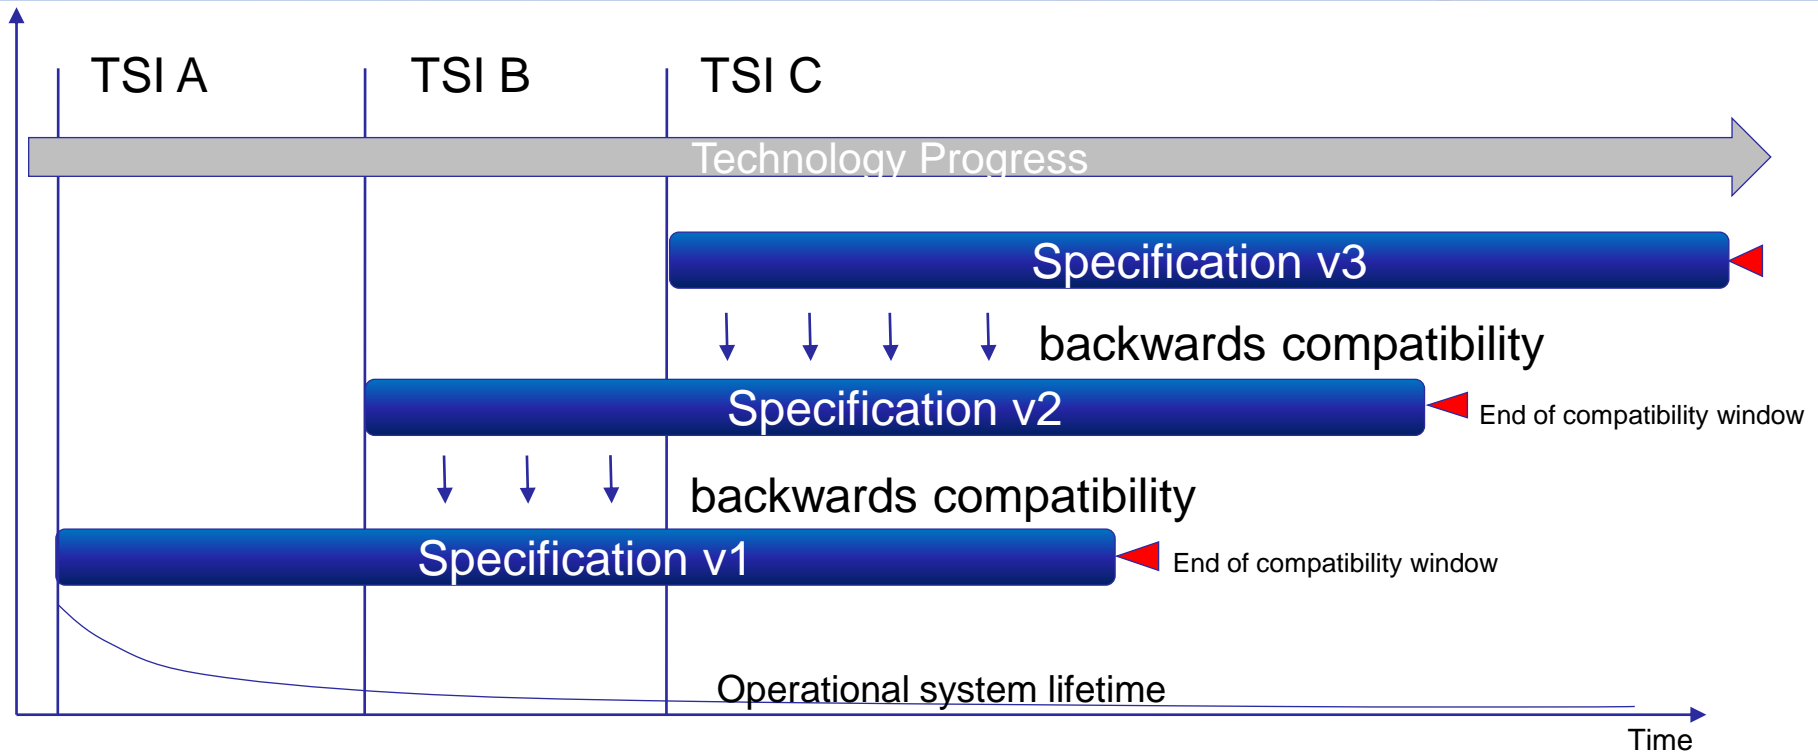 TSI A
TSI B
TSI C
Technology Progress
Specification v3
backwards compatibility
Specification v2
End of compatibility window
backwards compatibility
Specification v1
End of compatibility window
Operational system lifetime
Time